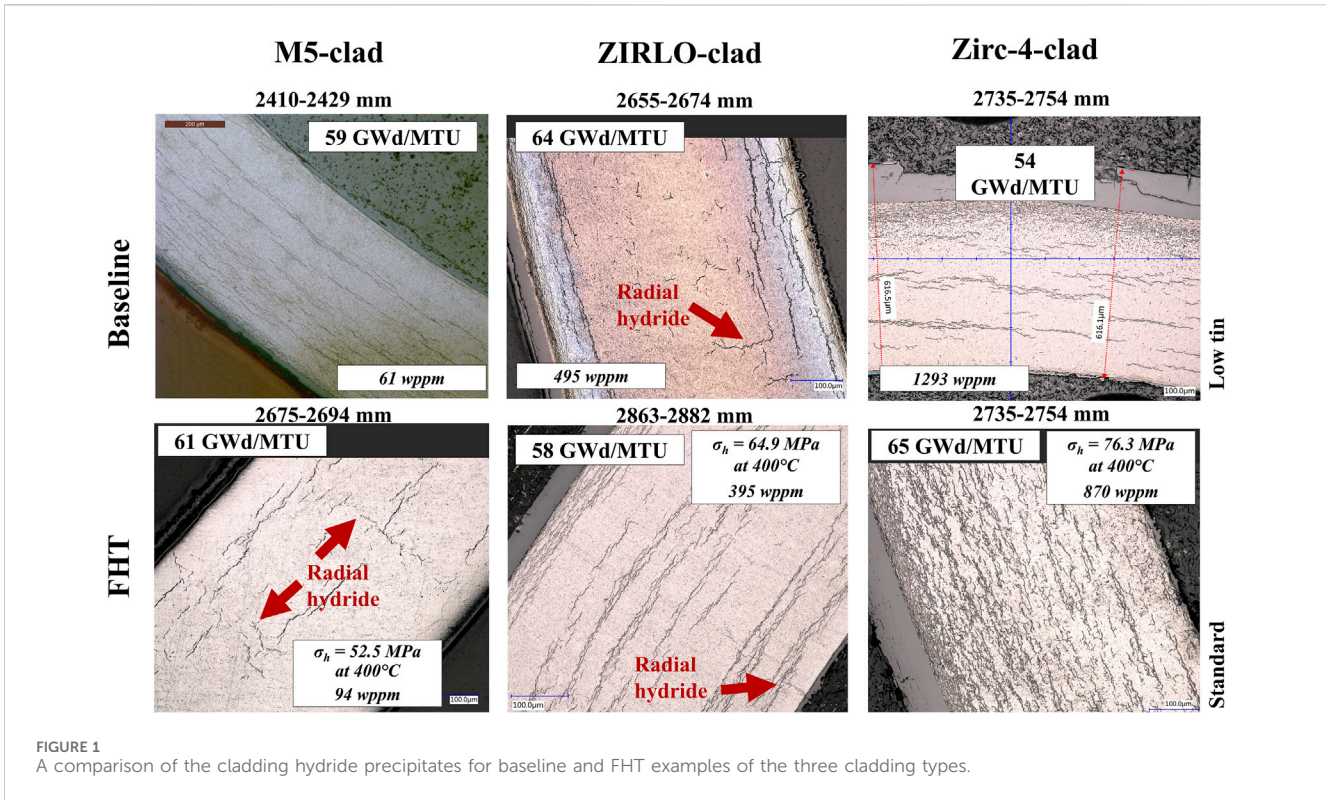 M5-clad
ZIRLO-clad
Zirc-4-clad
2410-2429 mm
2655-2674 mm
2735-2754 mm
Baseline
200 µm
59 GWd/MTU
61 wppm
64 GWd/MTU
Radial
hydride
495 wppm
100.0µm
54
GWd/MTU
616.5µm
616.1µm
1293 wppm
100.0µm
Low tin
2675-2694 mm
2863-2882 mm
2735-2754 mm
FHT
61 GWd/MTU
Radial
hydride
σh = 52.5 MPa
at 400°C
94 wppm
100.0µm
58 GWd/MTU
σh = 64.9 MPa
at 400°C
395 wppm
Radial
hydride
100.0µm
65 GWd/MTU
σh = 76.3 MPa
at 400°C
870 wppm
100.0µm
Standard
FIGURE 1
A comparison of the cladding hydride precipitates for baseline and FHT examples of the three cladding types.